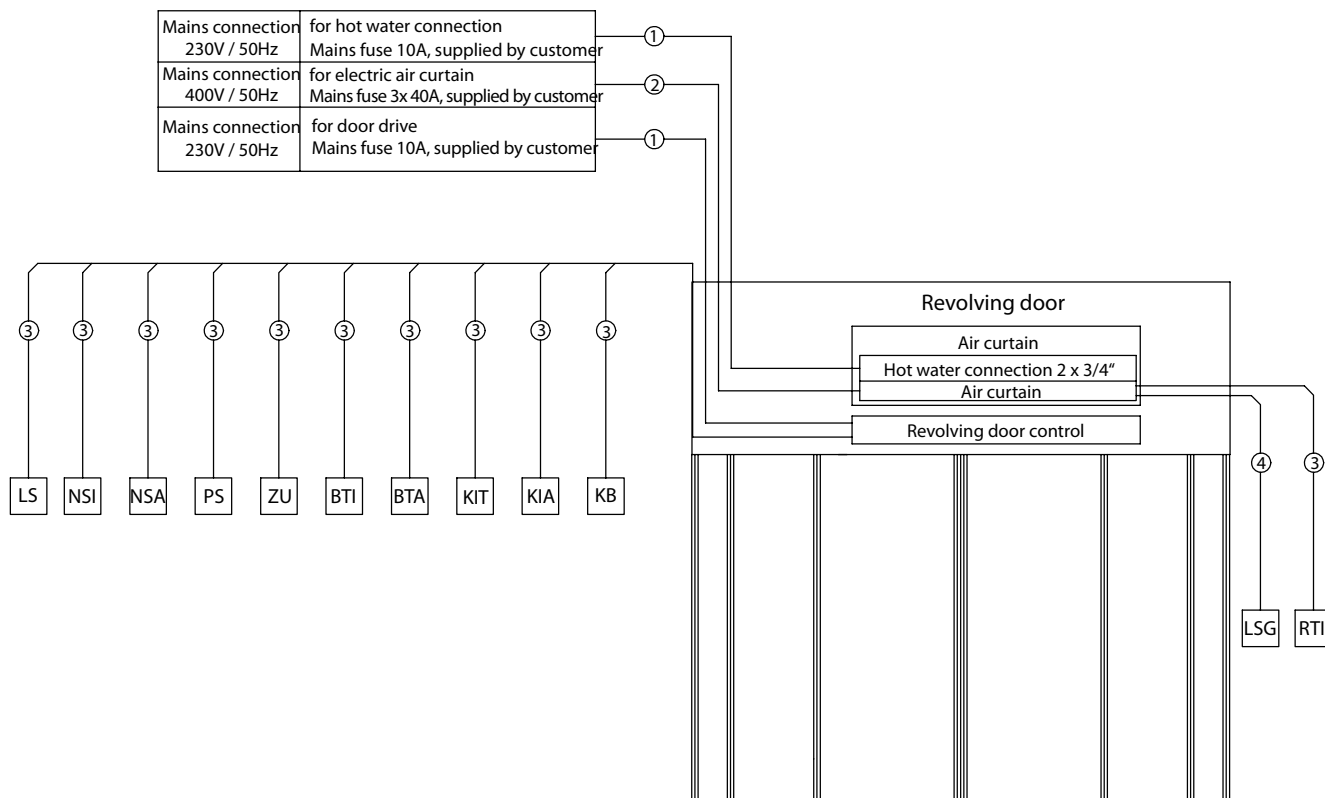 Mains connection for hot water connection
230V / 50Hz Mains fuse 10A, supplied by customer
1
Mains connection for electric air curtain
400V / 50Hz Mains fuse 3x 40A, supplied by customer
2
Mains connection for door drive
230V / 50Hz Mains fuse 10A, supplied by customer
1
Revolving door
Air curtain
Hot water connection 2 x 3/4“
Air curtain
Revolving door control
3 3 3 3 3 3 3 3 3 3
4 3
LS NSI NSA PS ZU BTI BTA KIT KIA KB
LSG RTI